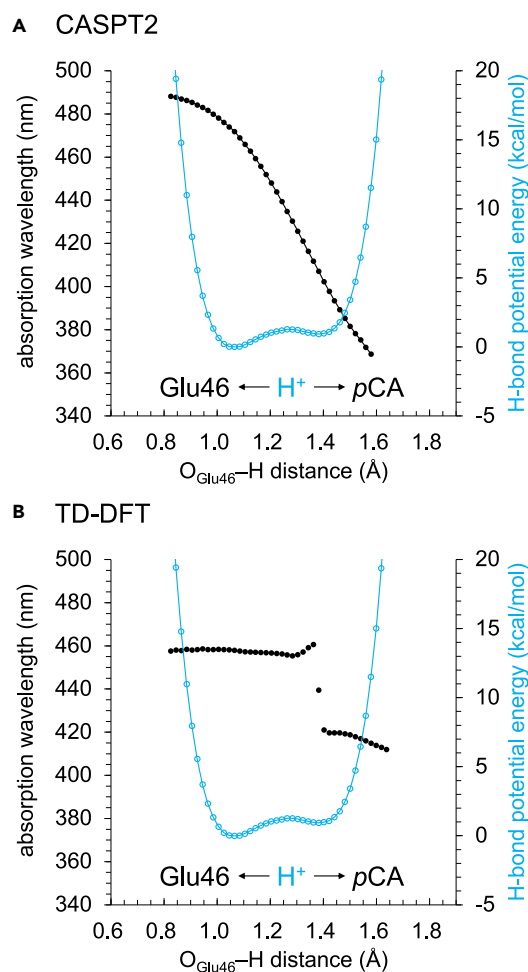 A CASPT2
500
480
460
440
420
400
380
360
340
absorption wavelength (nm)
20
15
10
5
0
-5
H-bond potential energy (kcal/mol)
Glu46 ← H+ → pCA
0.6 0.8 1.0 1.2 1.4 1.6 1.8
OGlu46–H distance (Å)
B TD-DFT
500
480
460
440
420
400
380
360
340
absorption wavelength (nm)
20
15
10
5
0
-5
H-bond potential energy (kcal/mol)
Glu46 ← H+ → pCA
0.6 0.8 1.0 1.2 1.4 1.6 1.8
OGlu46–H distance (Å)